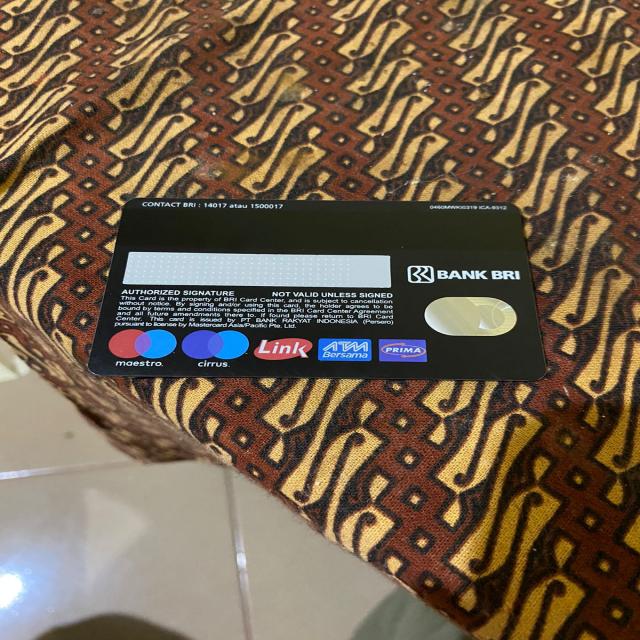 CONTACT BRI : 14017 atau 1500017
0460MWKI0319 ICA-9312
BANK BRI
AUTHORIZED SIGNATURE NOT VALID UNLESS SIGNED
This Card is the property of BRI Card Center, and is subject to cancellation
without notice. By signing and/or using this card the holder agrees to be
bound by terms and conditions specified in the BRI Card Center Agreement
and all future amendments there to. If found please return to BRI Card
Center. This card is issued by PT BANK RAKYAT INDONESIA (Persero)
pursuant to license by Mastercard Asia/Pacific Pte. Ltd.
maestro.
cirrus.
Link
ATM Bersama
PRIMA